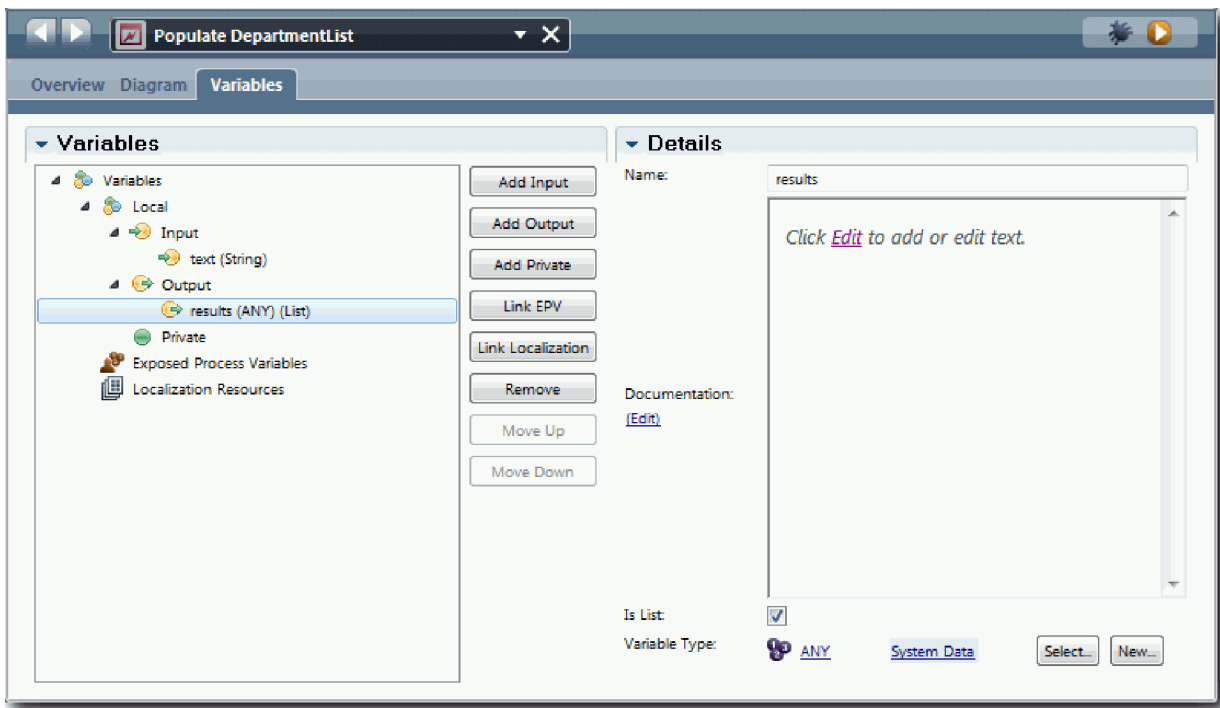 Populate DepartmentList
Overview Diagram Variables
Variables
Variables
Local
Input
text (String)
Output
results (ANY) (List)
Private
Exposed Process Variables
Localization Resources
Add Input
Add Output
Add Private
Link EPV
Link Localization
Remove
Move Up
Move Down
Details
Name: results
Click Edit to add or edit text.
Documentation:
(Edit)
Is List:
Variable Type: ANY System Data Select... New...